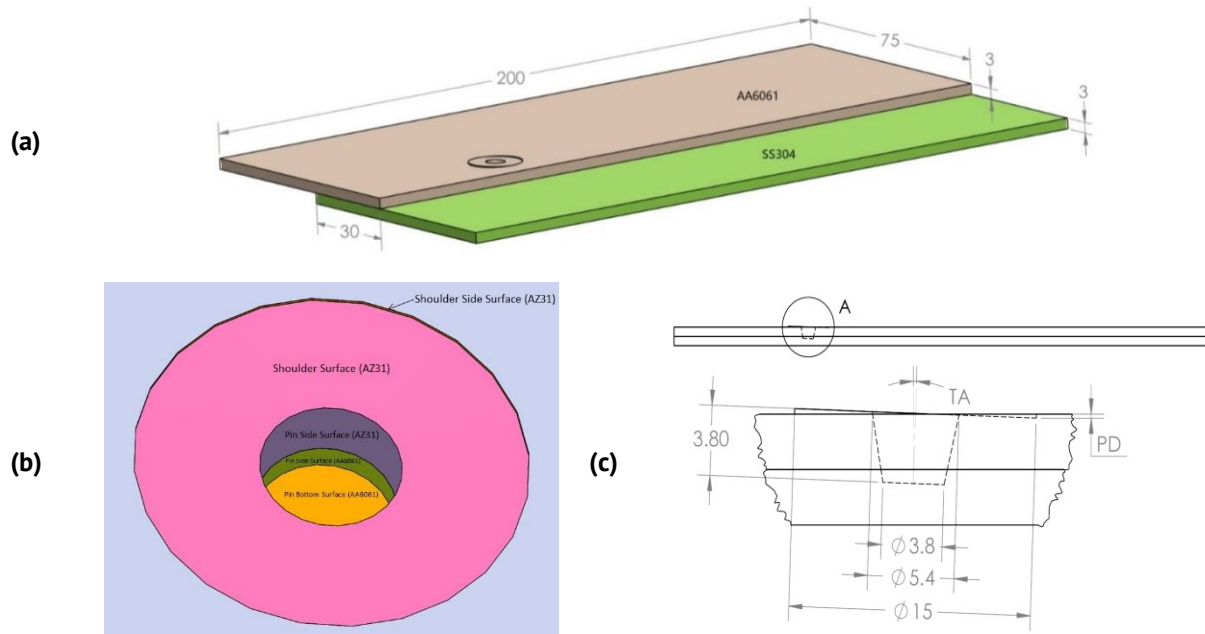 (a)
200
75
3
3
AA6061
SS304
30
(b)
Shoulder Side Surface (AZ31)
Shoulder Surface (AZ31)
Pin Side Surface (AZ31)
Pin Side Surface (AA6061)
Pin Bottom Surface (AA6061)
(c)
A
TA
3.80
PD
Ø3.8
Ø5.4
Ø15